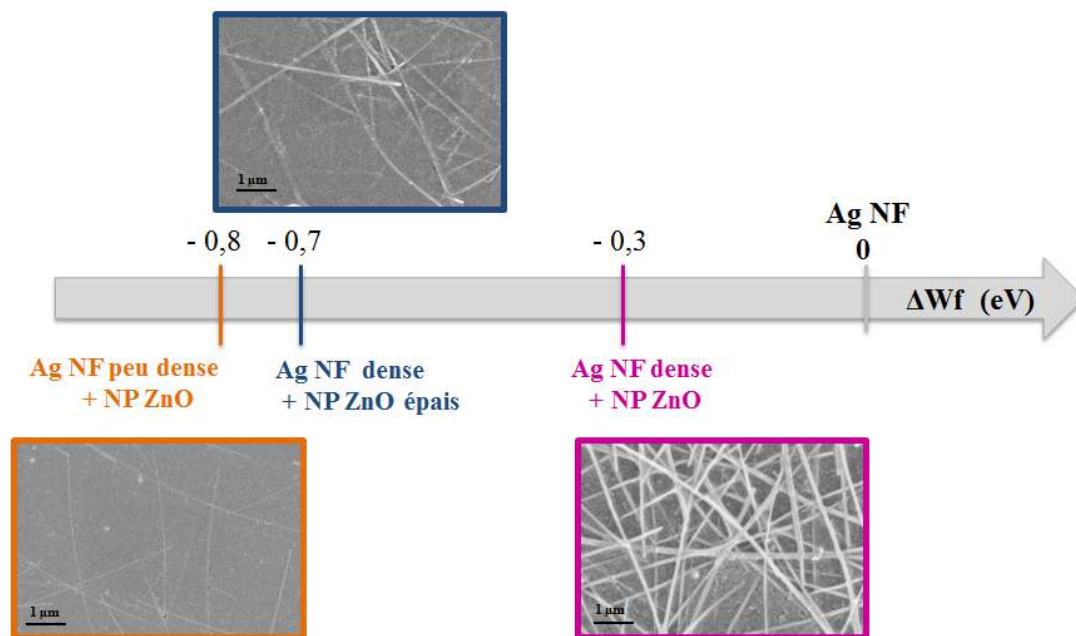 1 µm
Ag NF
- 0,8
- 0,7
- 0,3
0
ΔWf (eV)
Ag NF peu dense
+ NP ZnO
Ag NF dense
+ NP ZnO épais
Ag NF dense
+ NP ZnO
1 µm
1 µm